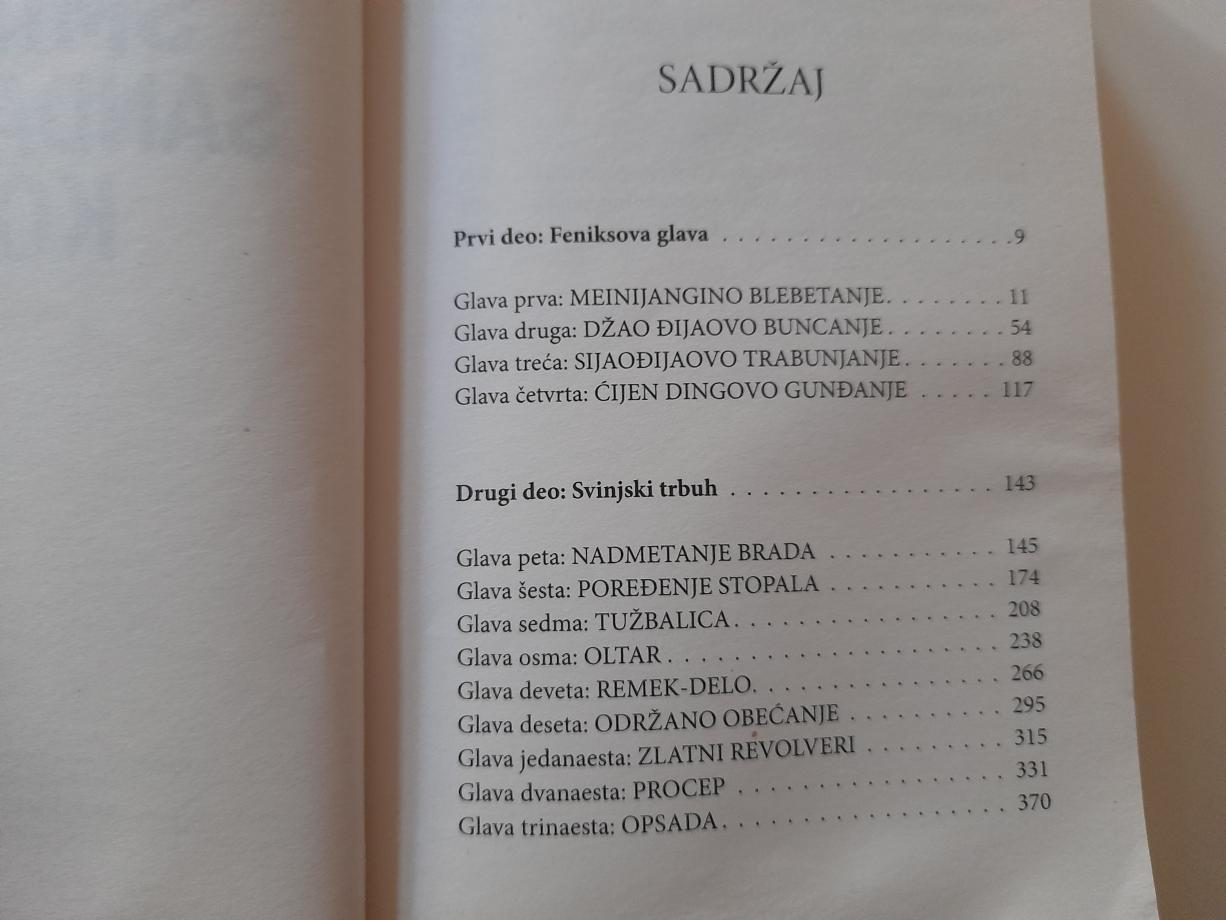 SADRŽAJ
Prvi deo: Feniksova glava . . . . . . . . . . . . . . . . . . . 9
Glava prva: MEINIJANGINO BLEBETANJE. . . . . . . . 11
Glava druga: DŽAO ĐIJAOVO BUNCANJE. . . . . . . . 54
Glava treća: SIJAOĐIJAOVO TRABUNJANJE. . . . . . . 88
Glava četvrta: ĆIJEN DINGOVO GUNĐANJE . . . . . 117
Drugi deo: Svinjski trbuh . . . . . . . . . . . . . . . . . 143
Glava peta: NADMETANJE BRADA . . . . . . . . . . . 145
Glava šesta: POREĐENJE STOPALA . . . . . . . . . . . 174
Glava sedma: TUŽBALICA. . . . . . . . . . . . . . . . . 208
Glava osma: OLTAR. . . . . . . . . . . . . . . . . . . . 238
Glava deveta: REMEK-DELO. . . . . . . . . . . . . . . . 266
Glava deseta: ODRŽANO OBEĆANJE . . . . . . . . . . 295
Glava jedanaesta: ZLATNI REVOLVERI . . . . . . . . . 315
Glava dvanaesta: PROCEP . . . . . . . . . . . . . . . . 331
Glava trinaesta: OPSADA. . . . . . . . . . . . . . . . . . 370